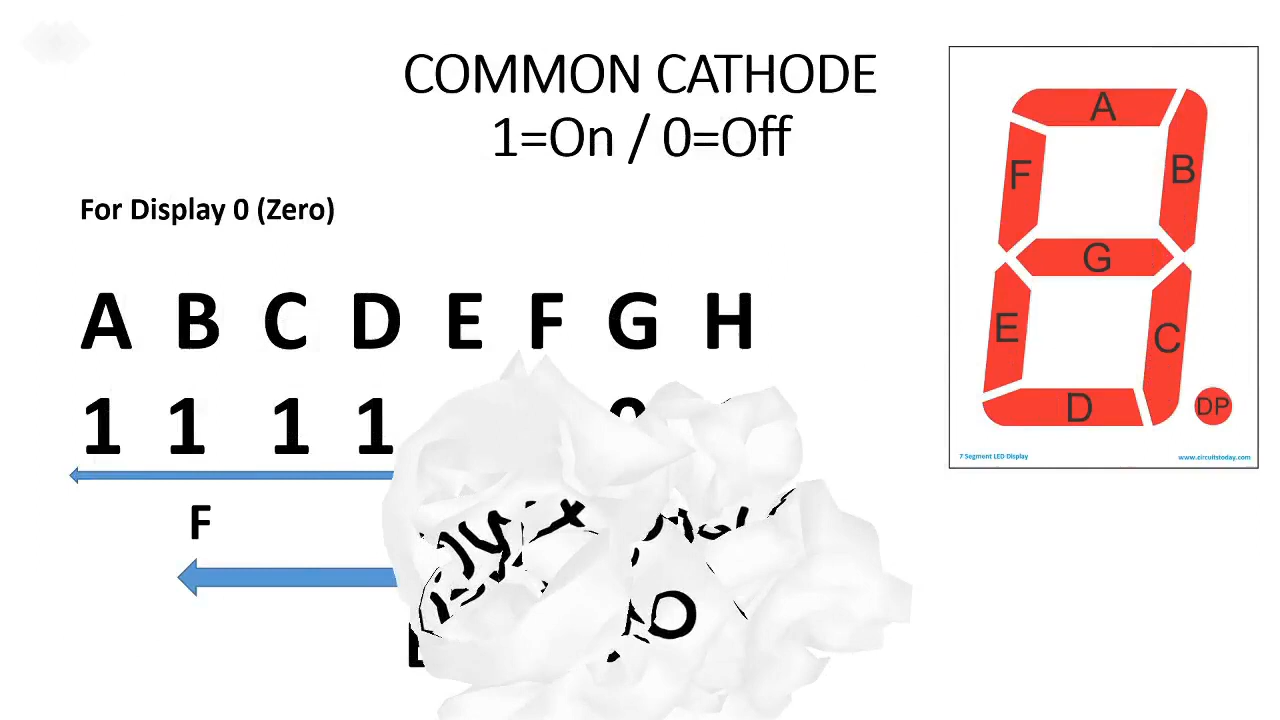 COMMON CATHODE
1=On / 0=Off
For Display 0 (Zero)
A B C D E F G H
1 1 1 1
F
A
F
B
G
E
C
D
DP
7 Segment LED Display
www.circuitstoday.com